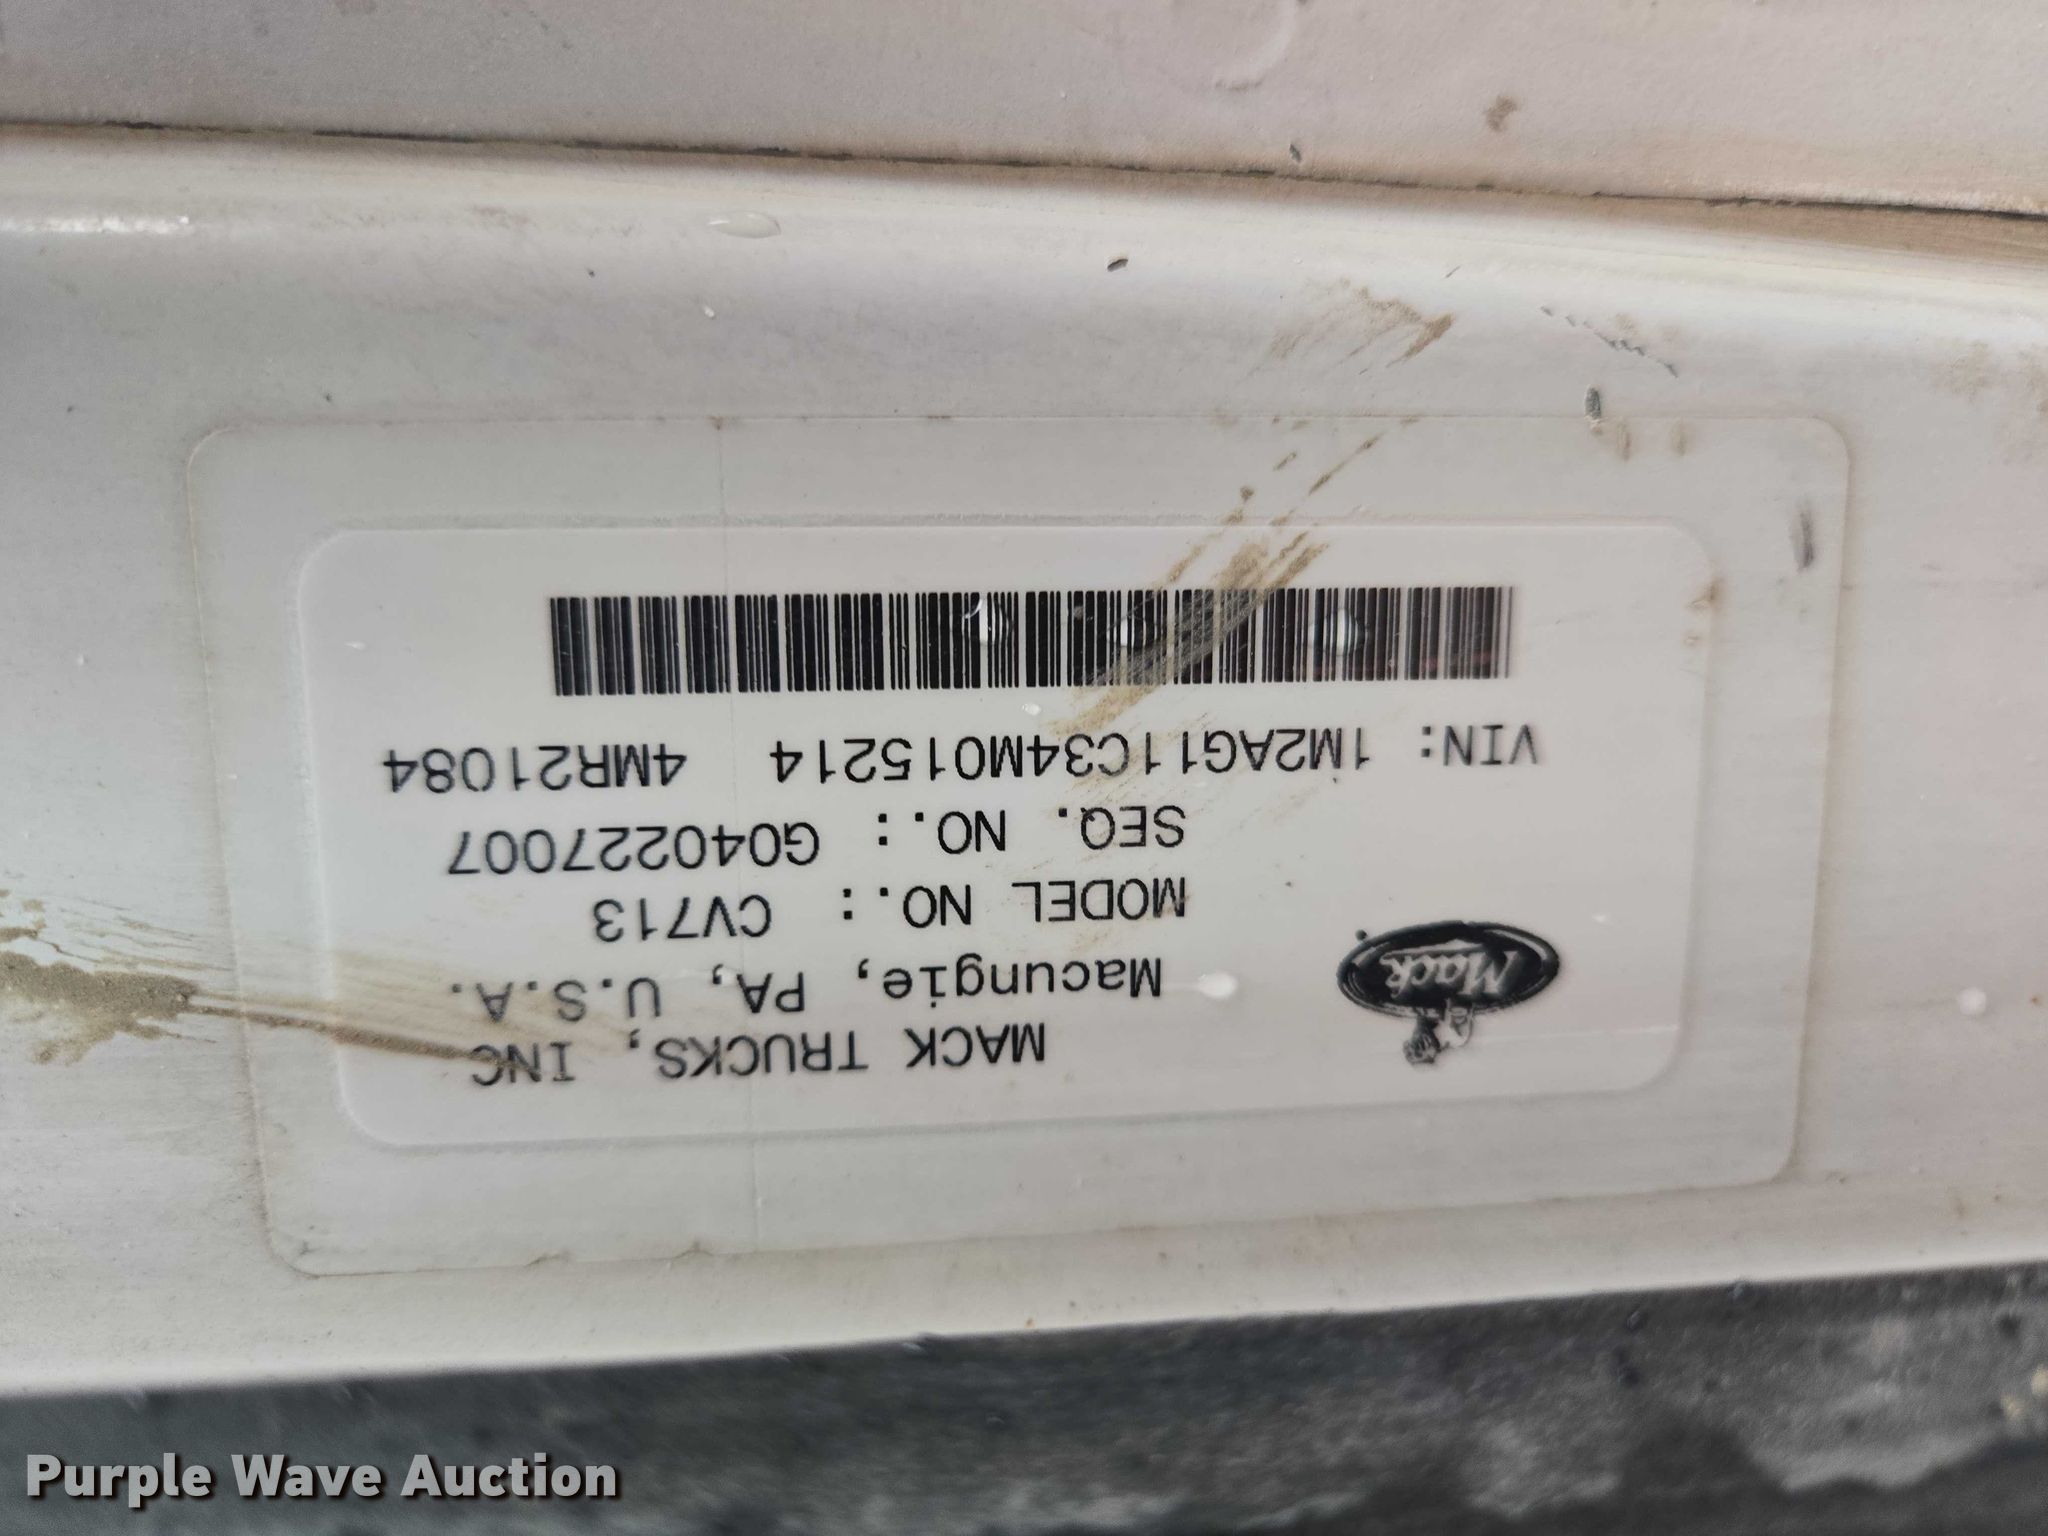 MACK TRUCKS, INC
Macungie, PA, U.S.A.
MODEL NO.: CV713
SEQ. NO.: G040227007
VIN: 1M2AG11C34M015214 4MR21084
Mack
Purple Wave Auction